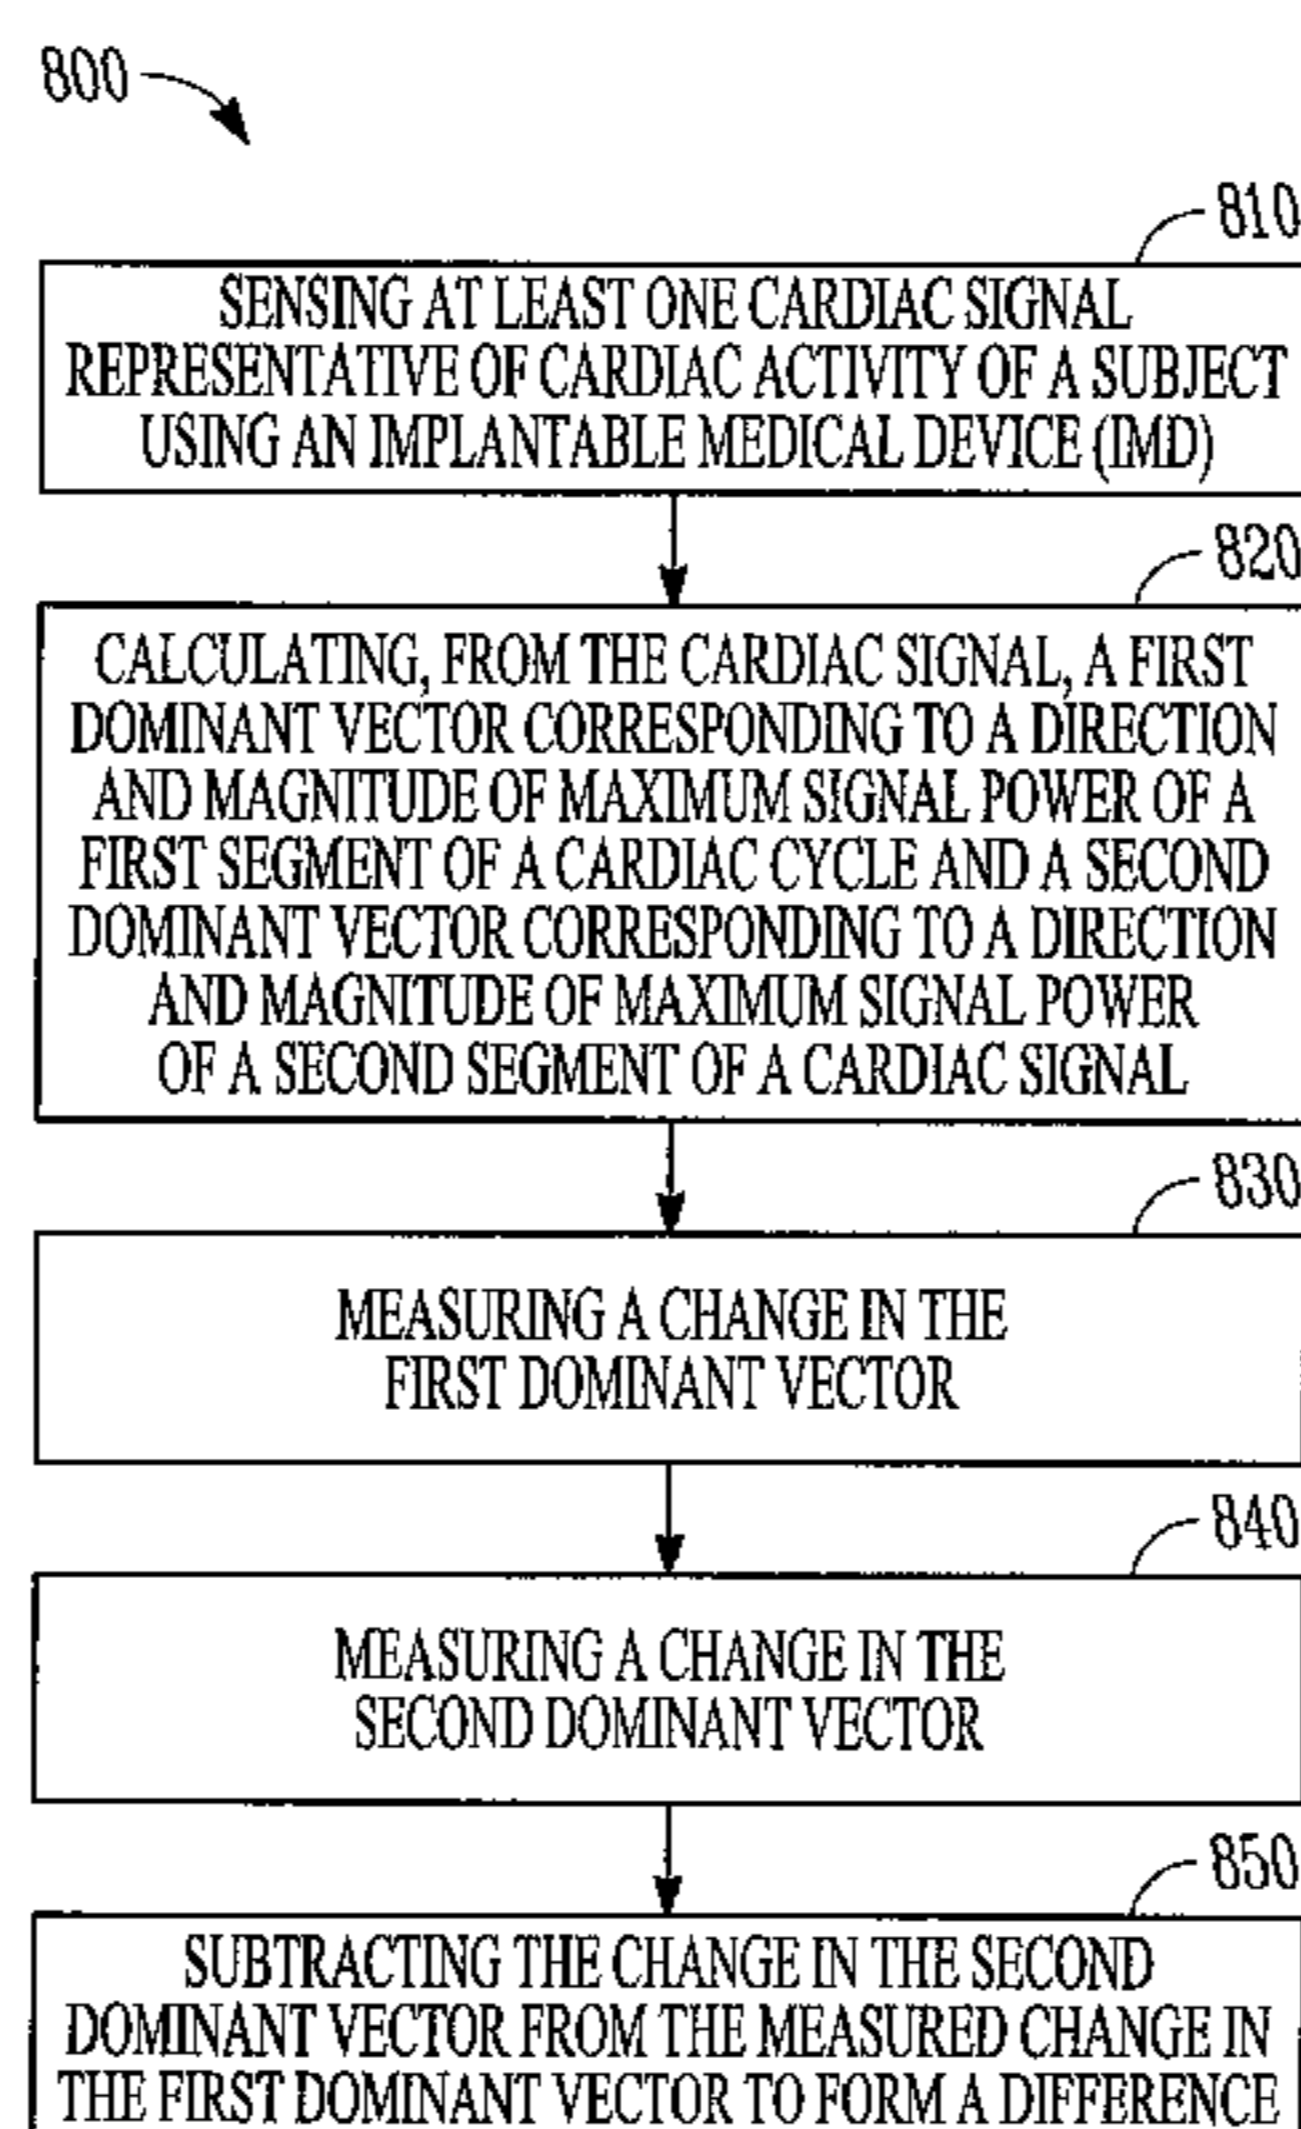 800
810
SENSING AT LEAST ONE CARDIAC SIGNAL
REPRESENTATIVE OF CARDIAC ACTIVITY OF A SUBJECT
USING AN IMPLANTABLE MEDICAL DEVICE (IMD)
820
CALCULATING, FROM THE CARDIAC SIGNAL, A FIRST
DOMINANT VECTOR CORRESPONDING TO A DIRECTION
AND MAGNITUDE OF MAXIMUM SIGNAL POWER OF A
FIRST SEGMENT OF A CARDIAC CYCLE AND A SECOND
DOMINANT VECTOR CORRESPONDING TO A DIRECTION
AND MAGNITUDE OF MAXIMUM SIGNAL POWER
OF A SECOND SEGMENT OF A CARDIAC SIGNAL
830
MEASURING A CHANGE IN THE
FIRST DOMINANT VECTOR
840
MEASURING A CHANGE IN THE
SECOND DOMINANT VECTOR
850
SUBTRACTING THE CHANGE IN THE SECOND
DOMINANT VECTOR FROM THE MEASURED CHANGE IN
THE FIRST DOMINANT VECTOR TO FORM A DIFFERENCE